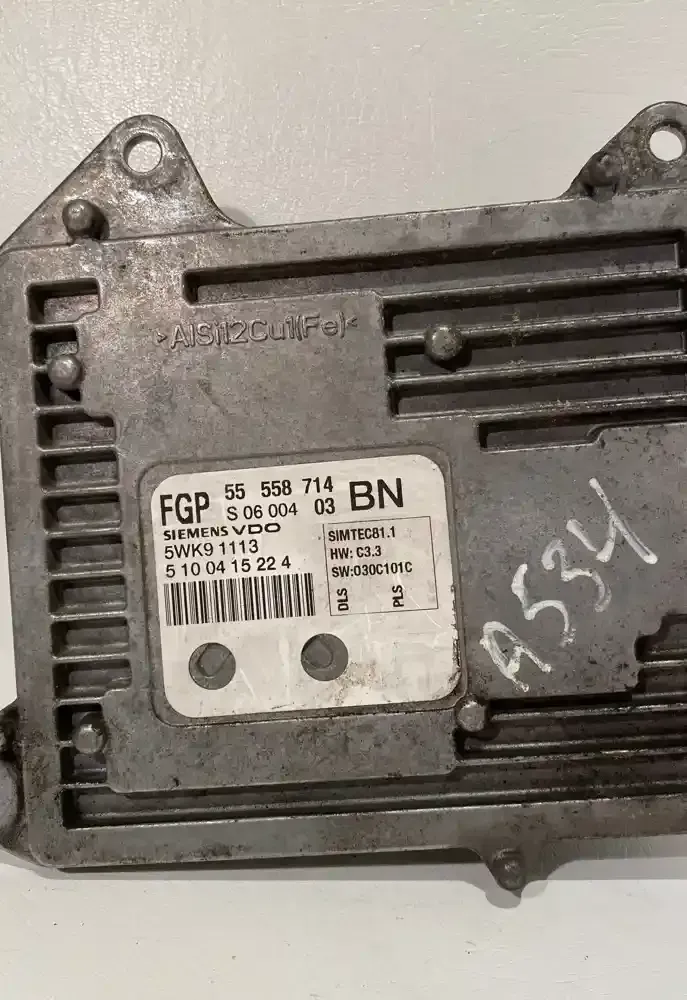 >AlSi12Cu1(Fe)<
FGP 55 558 714 BN
S 06 004 03
SIEMENS VDO
5WK9 1113
5 10 04 15 22 4
SIMTEC81.1
HW: C3.3
SW:030C101C
DLS PLS
A534